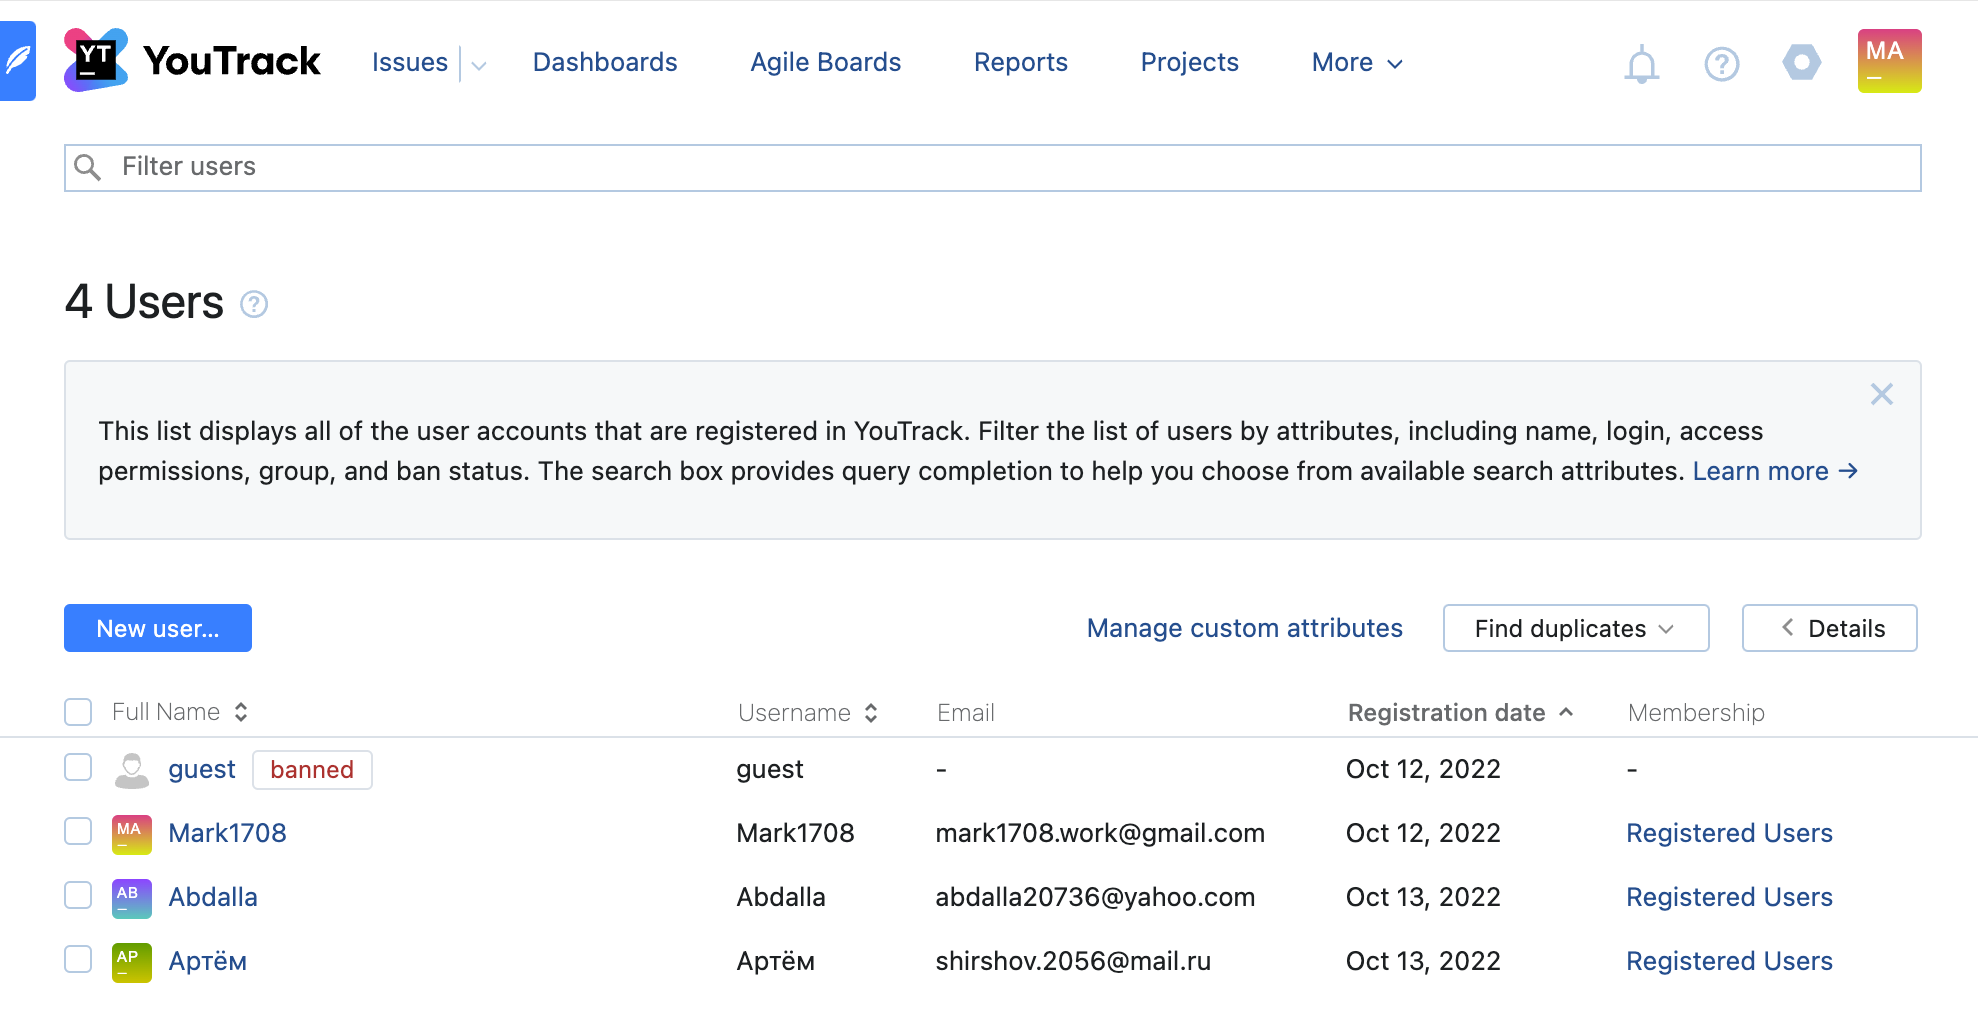 YT YouTrack Issues Dashboards Agile Boards Reports Projects More MA
Filter users
4 Users
This list displays all of the user accounts that are registered in YouTrack. Filter the list of users by attributes, including name, login, access
permissions, group, and ban status. The search box provides query completion to help you choose from available search attributes. Learn more →
New user... Manage custom attributes Find duplicates Details
Full Name Username Email Registration date Membership
guest banned guest - Oct 12, 2022 -
MA Mark1708 Mark1708 mark1708.work@gmail.com Oct 12, 2022 Registered Users
AB Abdalla Abdalla abdalla20736@yahoo.com Oct 13, 2022 Registered Users
АР Артём Артём shirshov.2056@mail.ru Oct 13, 2022 Registered Users